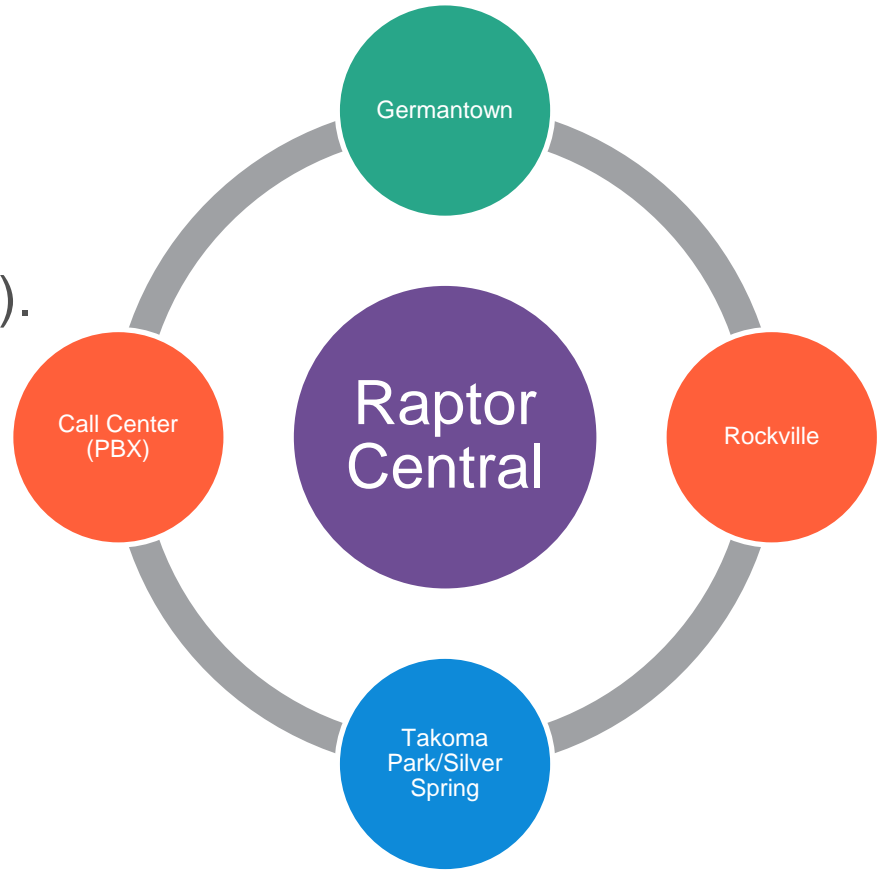 Germantown
).
Call Center
(PBX)
Raptor
Central
Rockville
Takoma
Park/Silver
Spring